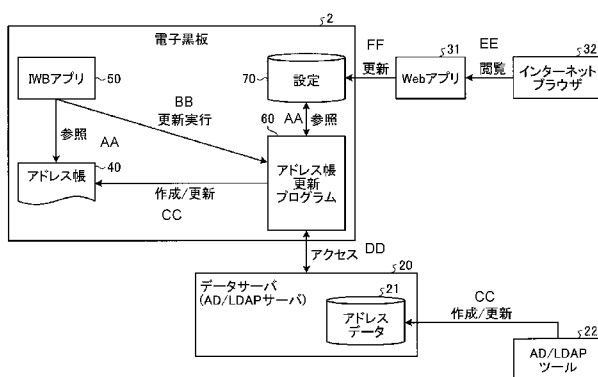 電子黒板
2
IWBアプリ
50
70
設定
FF
更新
31
Webアプリ
EE
閲覧
32
インターネット
ブラウザ
BB
更新実行
参照
AA
60
AA
参照
アドレス帳
40
アドレス帳
更新
プログラム
作成/更新
CC
アクセス
DD
20
データサーバ
(AD/LDAPサーバ)
21
アドレス
データ
CC
作成/更新
22
AD/LDAP
ツール